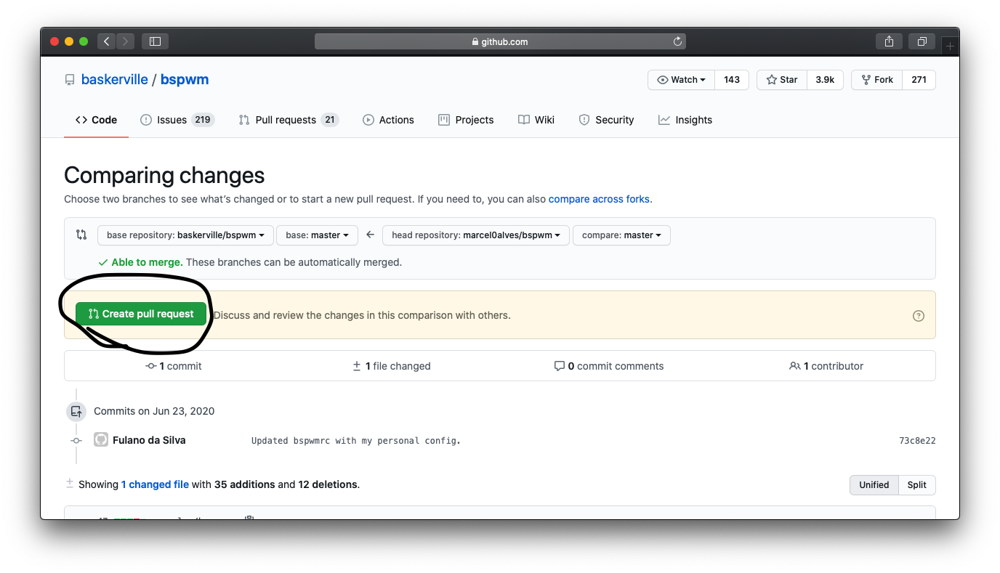 github.com
baskerville / bspwm
Watch 143 Star 3.9k Fork 271
Code Issues 219 Pull requests 21 Actions Projects Wiki Security Insights
Comparing changes
Choose two branches to see what's changed or to start a new pull request. If you need to, you can also compare across forks.
base repository: baskerville/bspwm base: master ← head repository: marcel0alves/bspwm compare: master
Able to merge. These branches can be automatically merged.
Create pull request Discuss and review the changes in this comparison with others.
1 commit 1 file changed 0 commit comments 1 contributor
Commits on Jun 23, 2020
Fulano da Silva Updated bspwmrc with my personal config. 73c8e22
Showing 1 changed file with 35 additions and 12 deletions. Unified Split